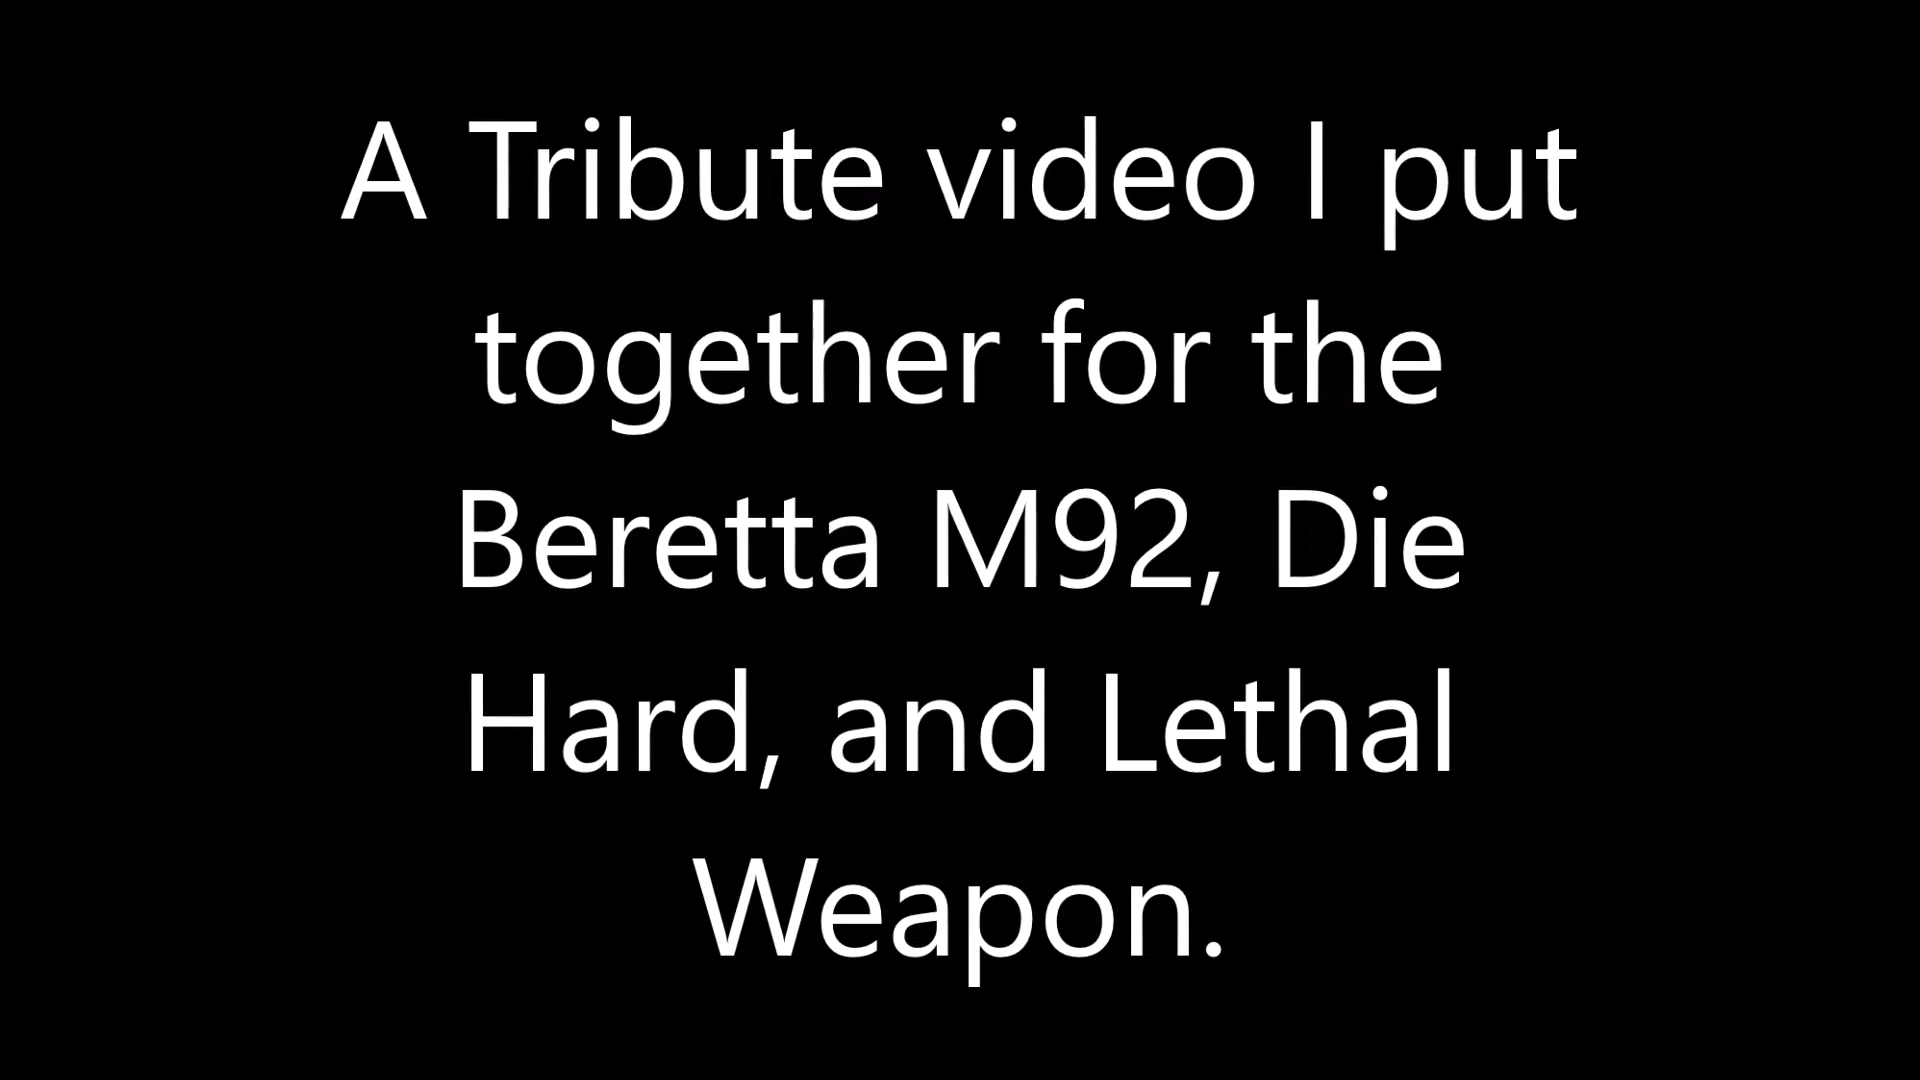 A Tribute video I put
together for the
Beretta M92, Die
Hard, and Lethal
Weapon.